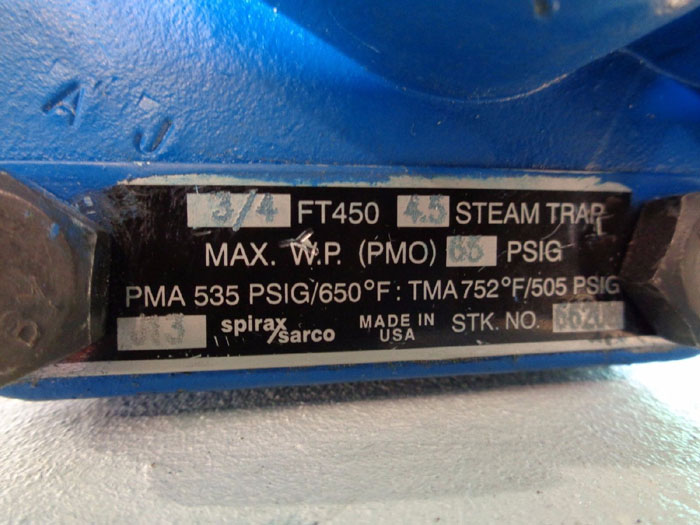 A J
3/4 FT450 4.5 STEAM TRAP
MAX. W.P. (PMO) 65 PSIG
PMA 535 PSIG/650°F: TMA 752°F/505 PSIG
spirax/sarco MADE IN USA STK. NO.